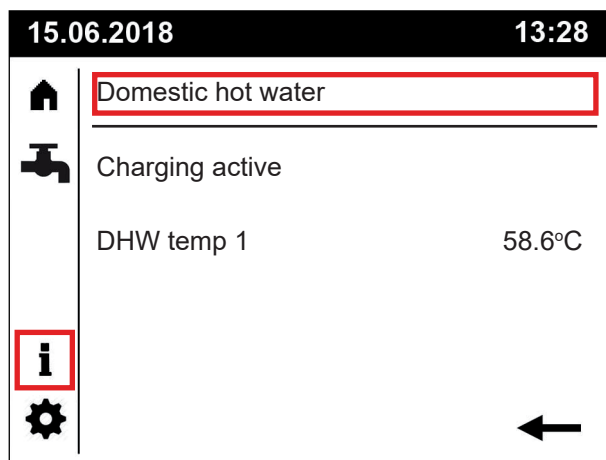 15.06.2018 13:28
Domestic hot water
Charging active
DHW temp 1 58.6°C
i